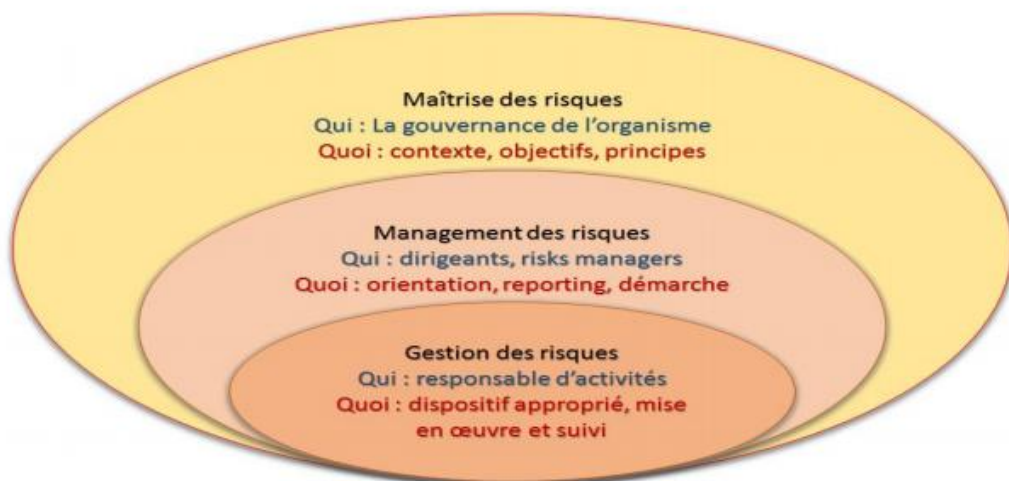 Maîtrise des risques
Qui : La gouvernance de l'organisme
Quoi : contexte, objectifs, principes
Management des risques
Qui : dirigeants, risks managers
Quoi : orientation, reporting, démarche
Gestion des risques
Qui : responsable d'activités
Quoi : dispositif approprié, mise
en œuvre et suivi